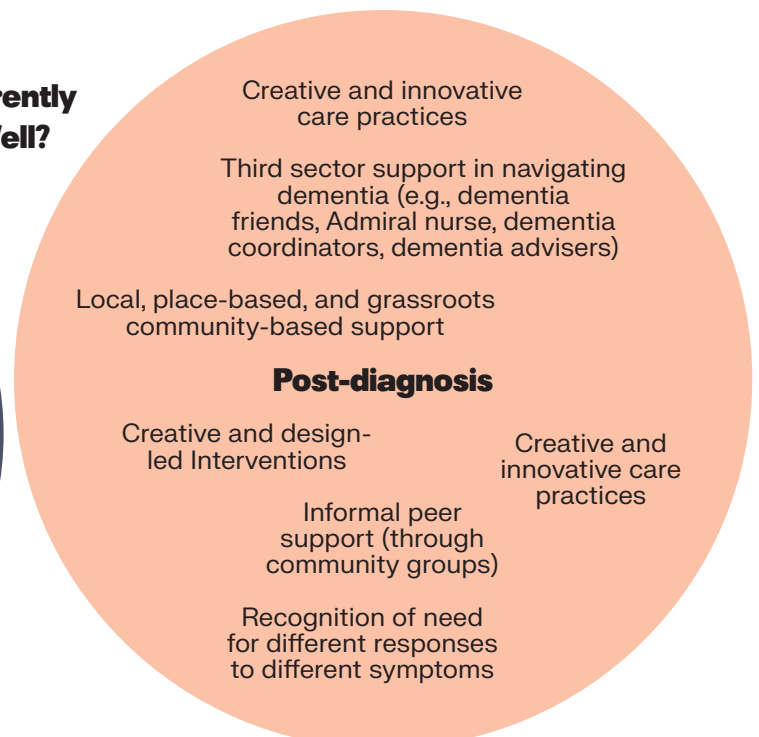 rently
ell?
Creative and innovative
care practices
Third sector support in navigating
dementia (e.g., dementia
friends, Admiral nurse, dementia
coordinators, dementia advisers)
Local, place-based, and grassroots
community-based support
Post-diagnosis
Creative and design-
led Interventions
Creative and
innovative care
practices
Informal peer
support (through
community groups)
Recognition of need
for different responses
to different symptoms